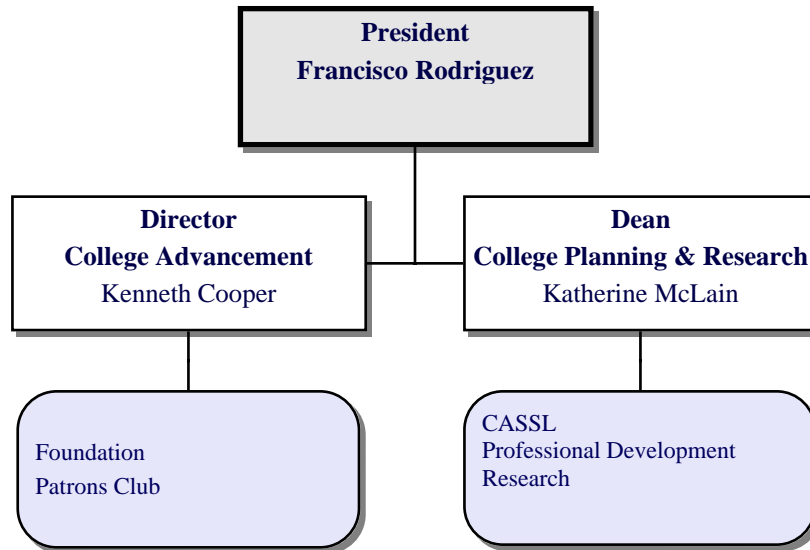 President
Francisco Rodriguez
Director
College Advancement
Kenneth Cooper
Dean
College Planning & Research
Katherine McLain
Foundation
Patrons Club
CASSL
Professional Development
Research